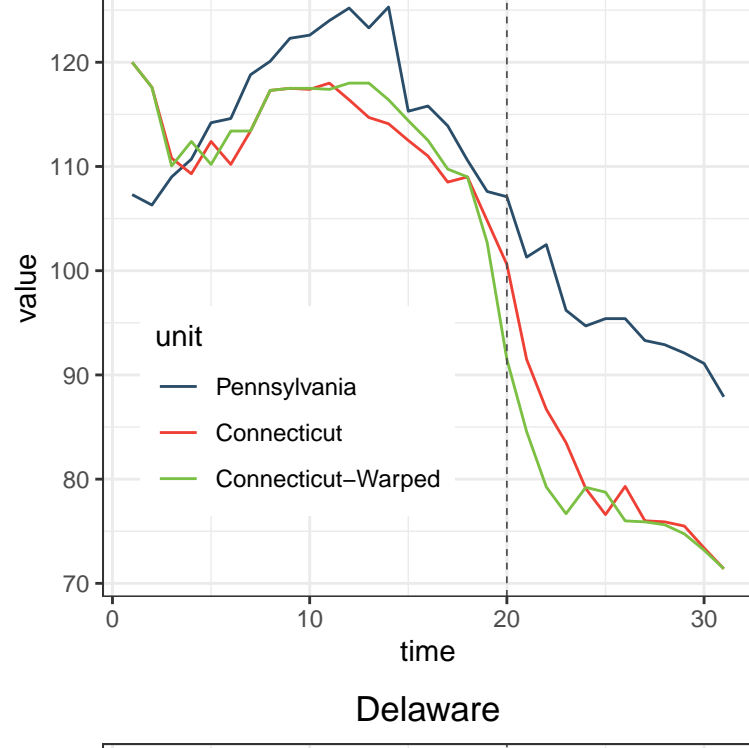 120
110
100
90
80
70
value
unit
Pennsylvania
Connecticut
Connecticut−Warped
0 10 20 30
time
Delaware